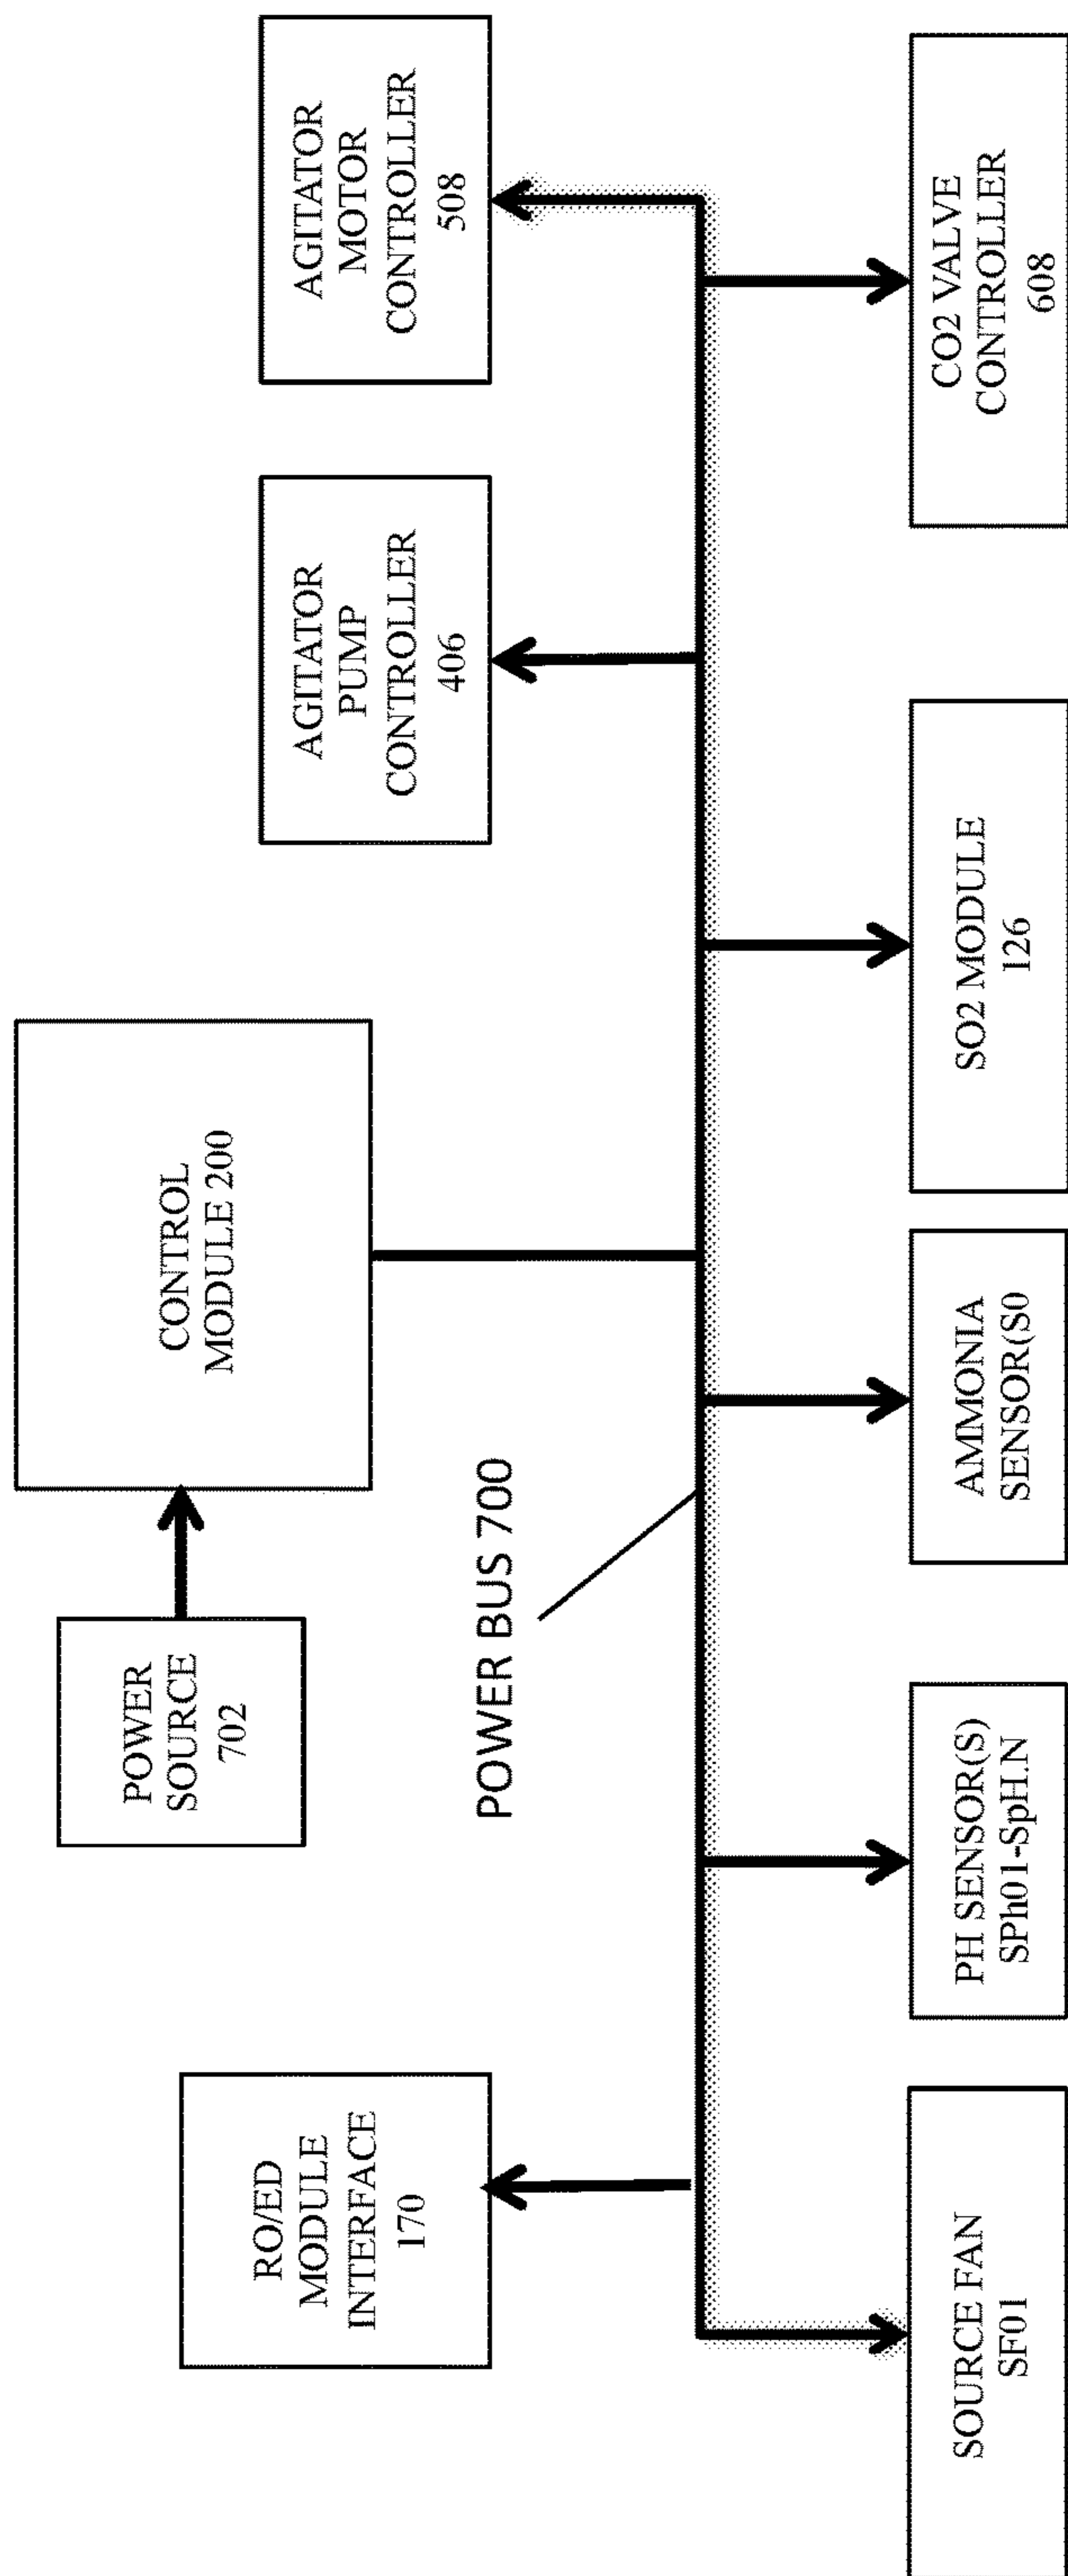 POWER
SOURCE
702
CONTROL
MODULE 200
RO/ED
MODULE
INTERFACE
170
AGITATOR
PUMP
CONTROLLER
406
AGITATOR
MOTOR
CONTROLLER
508
POWER BUS 700
SOURCE FAN
SF01
PH SENSOR(S)
SPh01-SpH.N
AMMONIA
SENSOR(S0
SO2 MODULE
126
CO2 VALVE
CONTROLLER
608